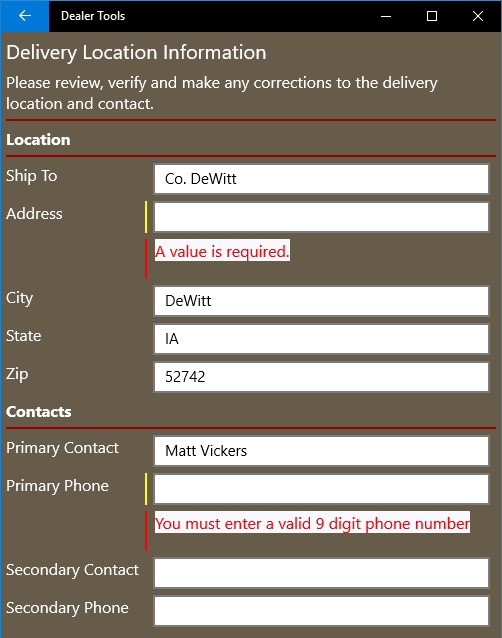 Dealer Tools
Delivery Location Information
Please review, verify and make any corrections to the delivery
location and contact.
Location
Ship To Co. DeWitt
Address
A value is required.
City DeWitt
State IA
Zip 52742
Contacts
Primary Contact Matt Vickers
Primary Phone
You must enter a valid 9 digit phone number
Secondary Contact
Secondary Phone